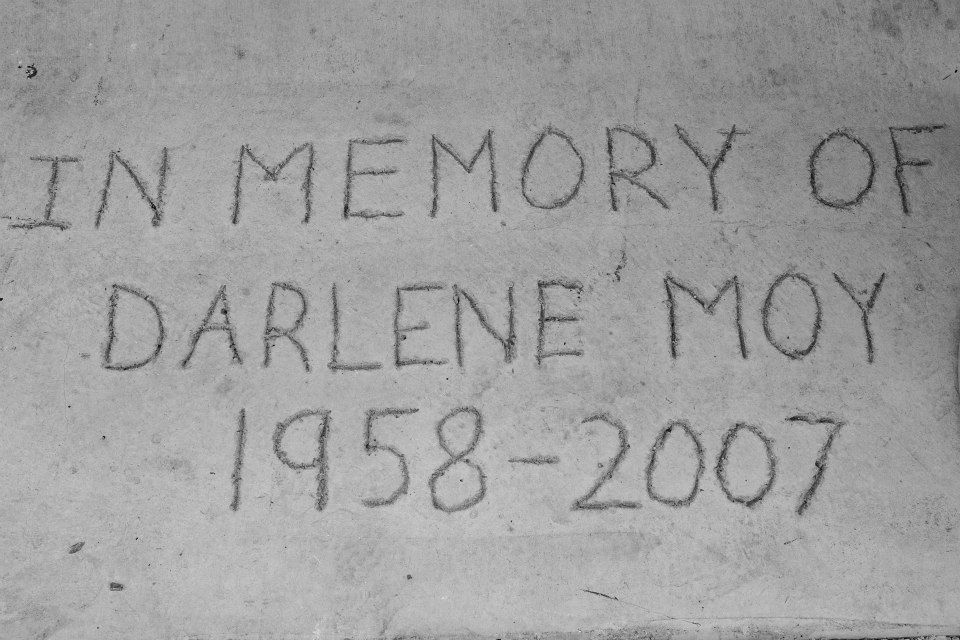 IN MEMORY OF
DARLENE MOY
1958-2007